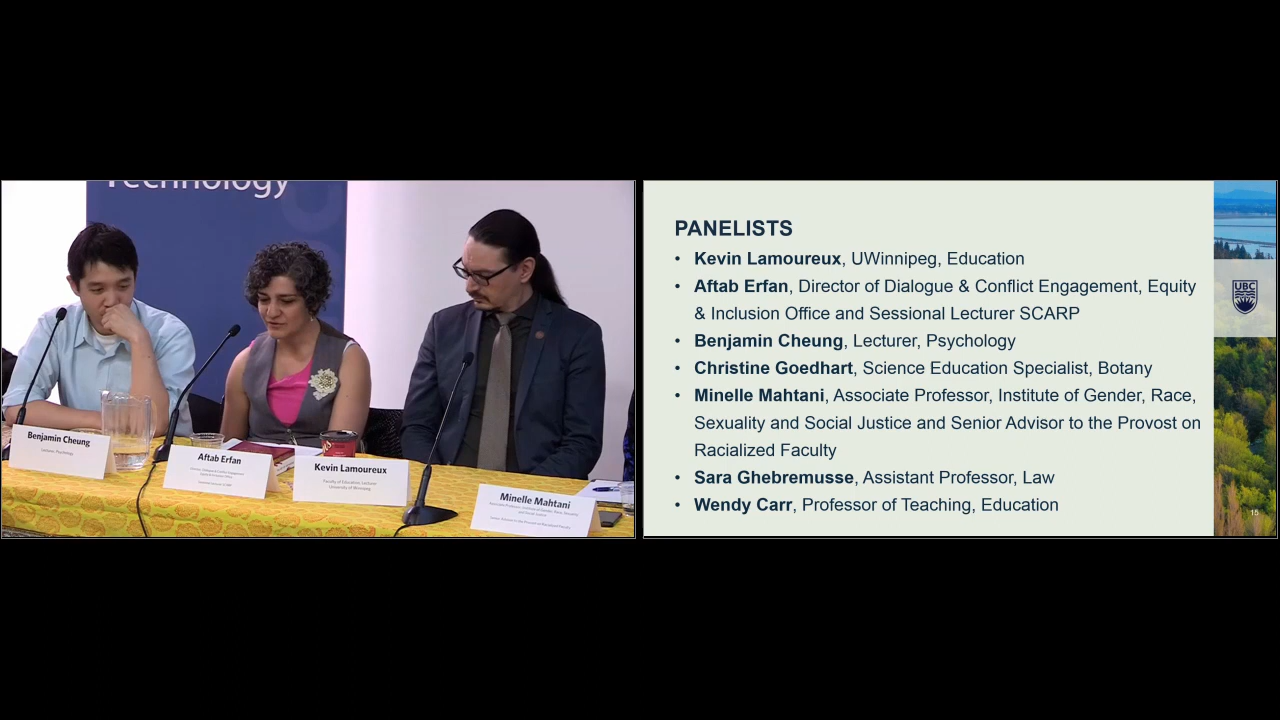 Technology
Benjamin Cheung
Lecturer, Psychology
Aftab Erfan
Kevin Lamoureux
Faculty of Education, Lecturer
University of Winnipeg
Minelle Mahtani
PANELISTS
• Kevin Lamoureux, UWinnipeg, Education
• Aftab Erfan, Director of Dialogue & Conflict Engagement, Equity
& Inclusion Office and Sessional Lecturer SCARP
• Benjamin Cheung, Lecturer, Psychology
• Christine Goedhart, Science Education Specialist, Botany
• Minelle Mahtani, Associate Professor, Institute of Gender, Race,
Sexuality and Social Justice and Senior Advisor to the Provost on
Racialized Faculty
• Sara Ghebremusse, Assistant Professor, Law
• Wendy Carr, Professor of Teaching, Education
UBC
15